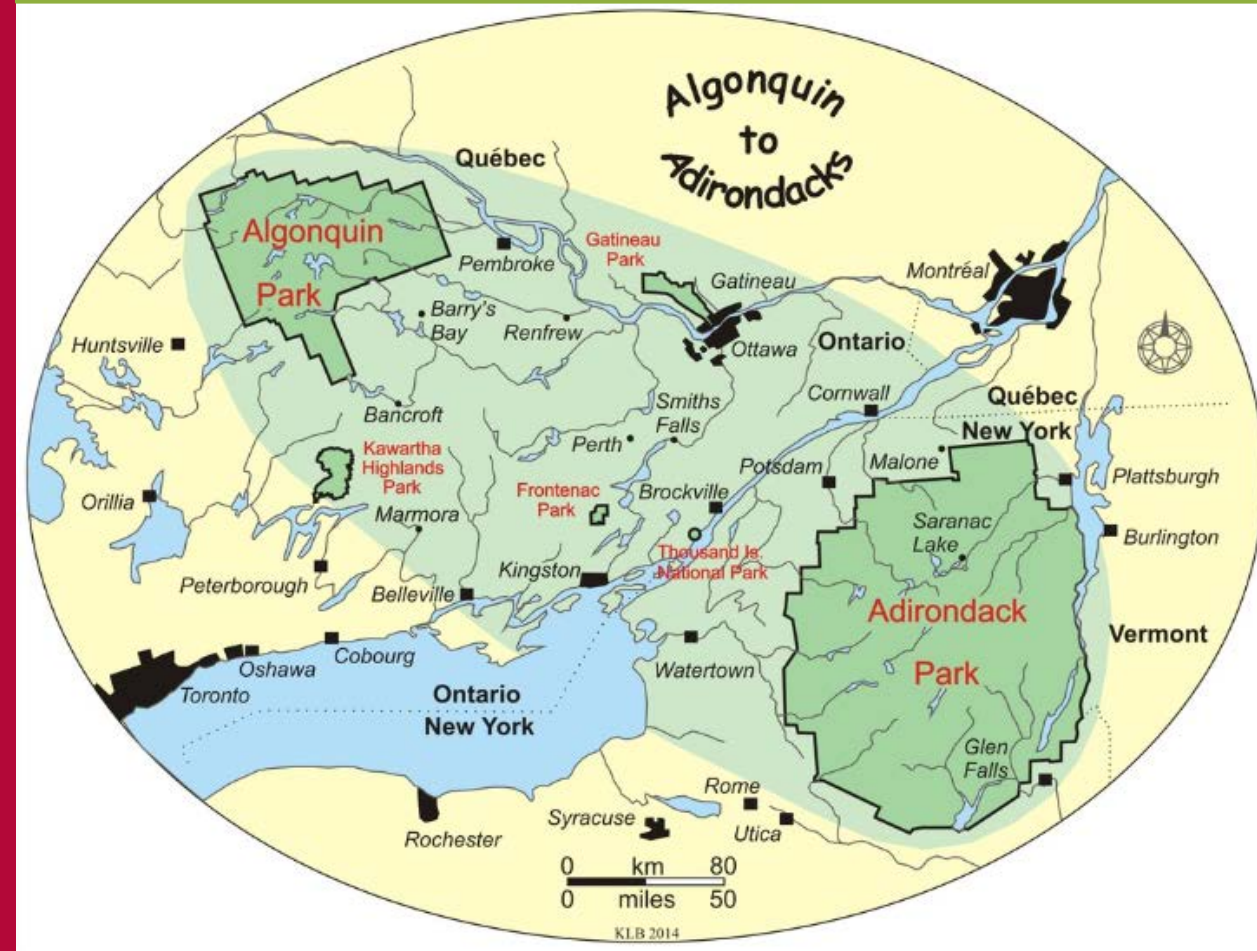 Algonquin
to
Adirondacks
Québec
Algonquin
Park
Pembroke
Gatineau
Park
Gatineau
Montréal
Barry's
Bay
Renfrew
Ottawa
Ontario
Huntsville
Bancroft
Smiths
Falls
Cornwall
Québec
New York
Perth
Kawartha
Highlands
Park
Potsdam
Malone
Plattsburgh
Orillia
Frontenac
Park
Brockville
Marmora
Saranac
Lake
Burlington
Thousand Is.
National Park
Peterborough
Belleville
Kingston
Adirondack
Park
Vermont
Oshawa
Cobourg
Watertown
Toronto
Ontario
New York
Glen
Falls
Rome
Utica
Syracuse
Rochester
0 km 80
0 miles 50
KLB 2014